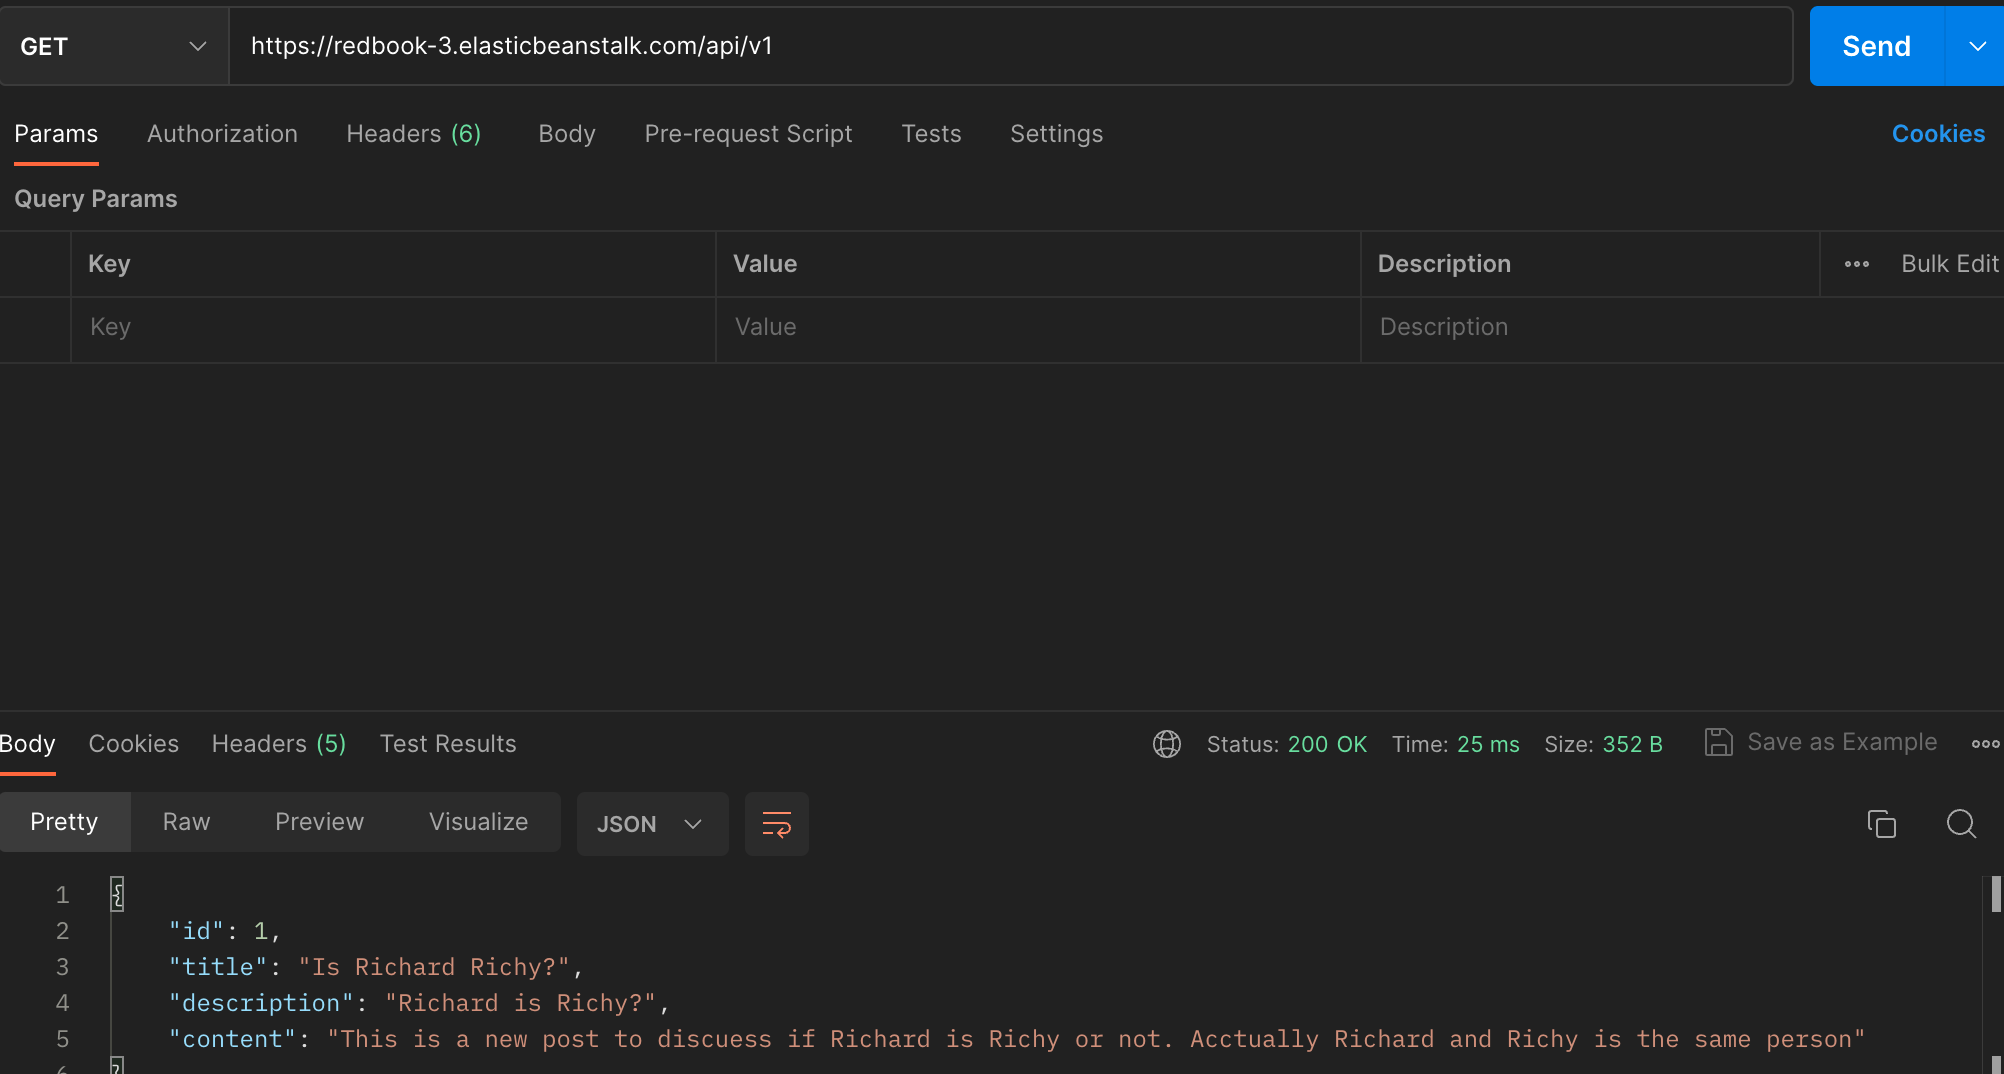 GET https://redbook-3.elasticbeanstalk.com/api/v1 Send
Params Authorization Headers (6) Body Pre-request Script Tests Settings Cookies
Query Params
Key Value Description Bulk Edit
Key Value Description
Body Cookies Headers (5) Test Results Status: 200 OK Time: 25 ms Size: 352 B Save as Example
Pretty Raw Preview Visualize JSON
1 {
2 "id": 1,
3 "title": "Is Richard Richy?",
4 "description": "Richard is Richy?",
5 "content": "This is a new post to discuess if Richard is Richy or not. Acctually Richard and Richy is the same person"
6 }